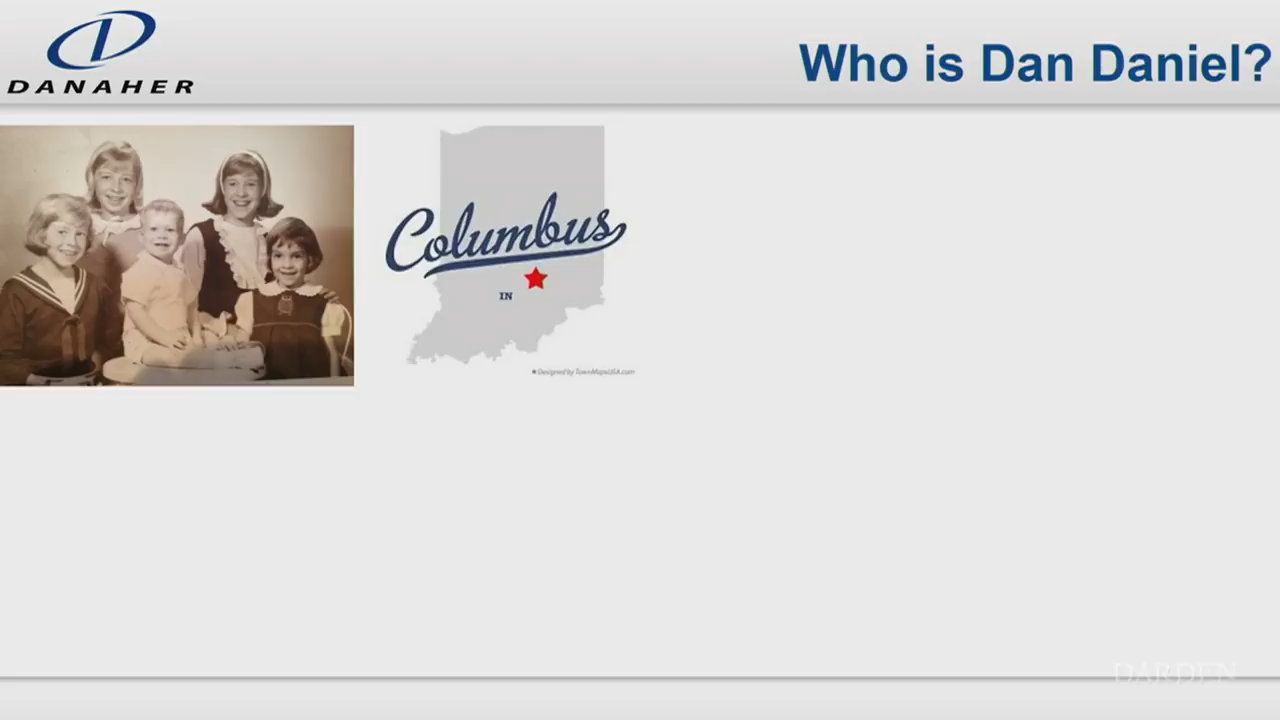 DANAHER
Who is Dan Daniel?
Columbus
IN
Designed by TownMapsUSA.com
DARDEN